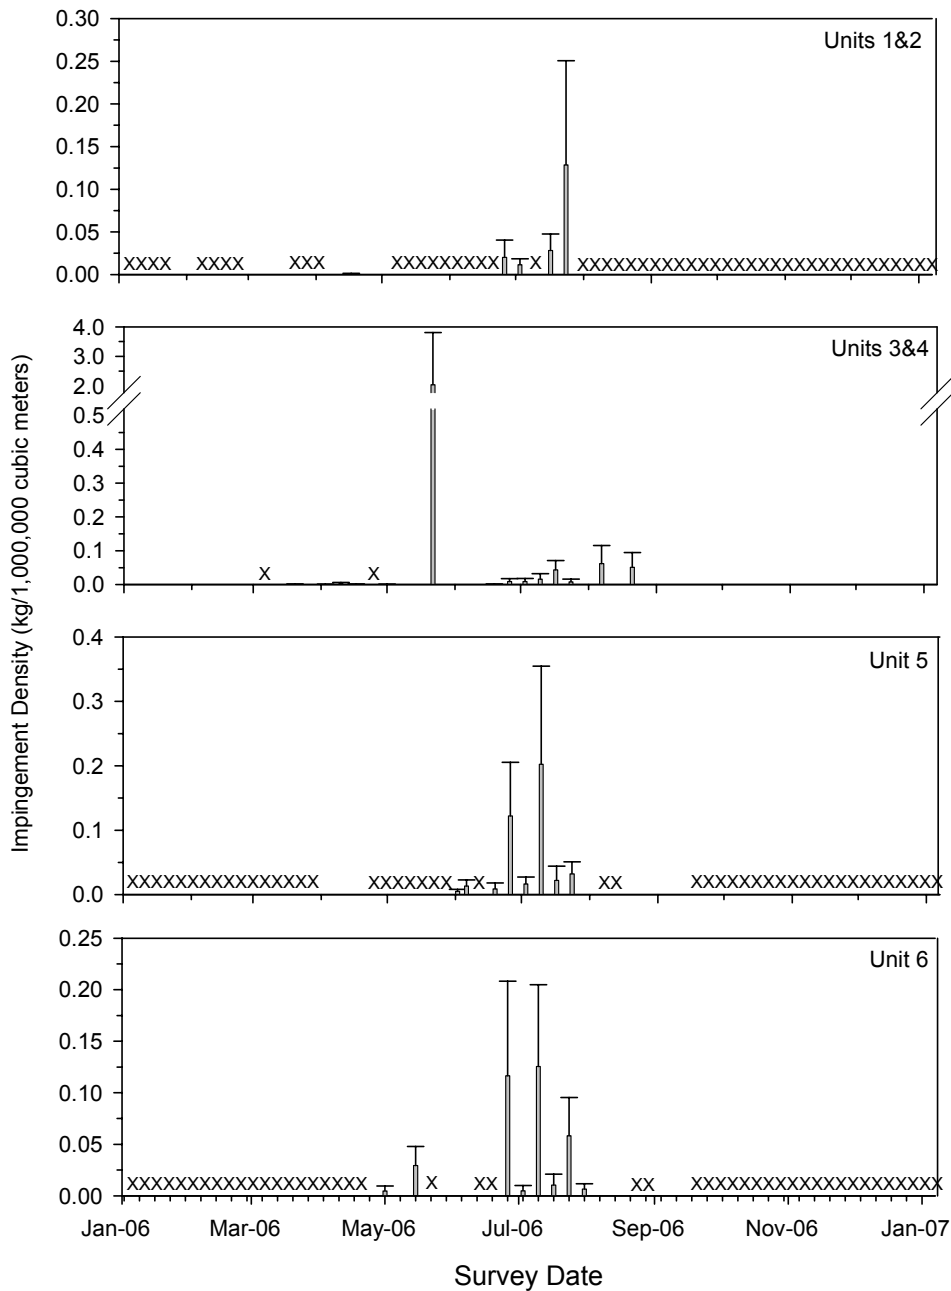 0.30
Units 1&2
0.25
0.20
0.15
0.10
0.05
XXXX XXXX XXX XXXXXXXXX X XXXXXXXXXXXXXXXXXXXXXXXXXXXXXX
0.00
4.0
Units 3&4
3.0
2.0
0.5
0.4
0.3
0.2
0.1
X X
0.0
0.4
Unit 5
0.3
0.2
0.1
XXXXXXXXXXXXXXXX XXXXXXX X XX XXXXXXXXXXXXXXXXXXXXX
0.0
0.25
Unit 6
0.20
0.15
0.10
0.05
XXXXXXXXXXXXXXXXXXXX X XX XX XXXXXXXXXXXXXXXXXXXXX
0.00
Jan-06 Mar-06 May-06 Jul-06 Sep-06 Nov-06 Jan-07
Survey Date
Impingement Density (kg/1,000,000 cubic meters)